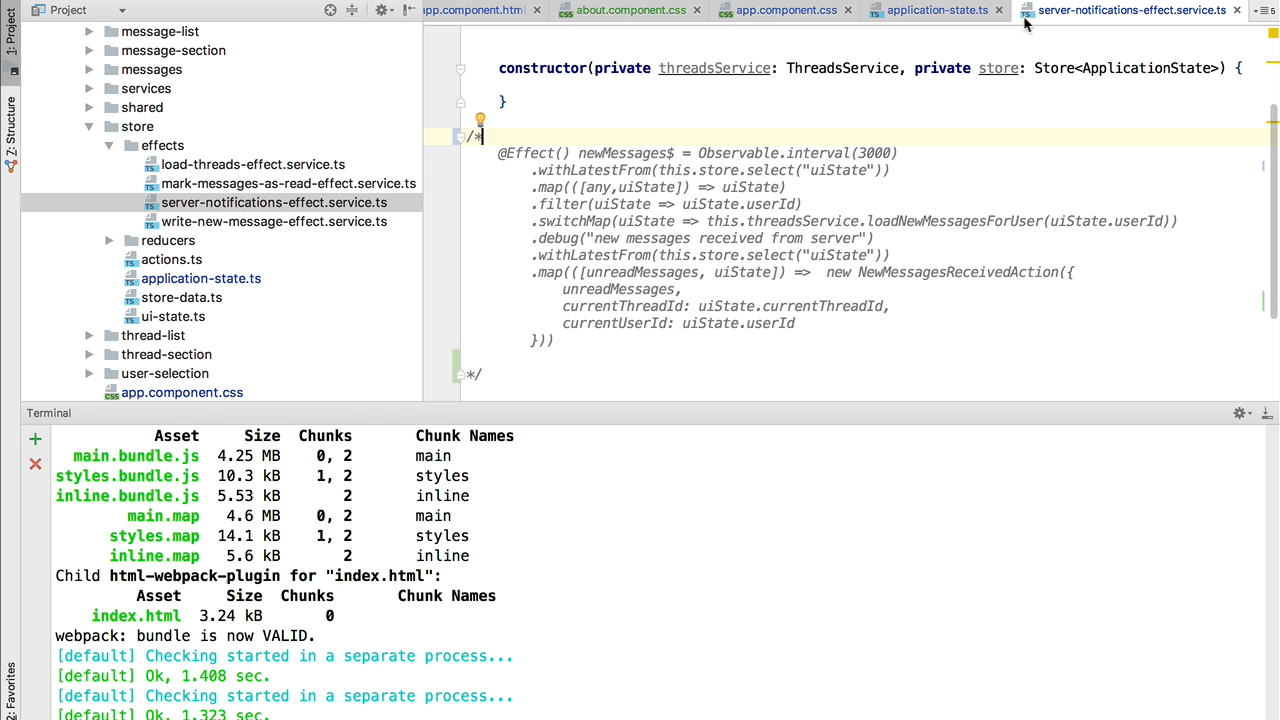 Project
app.component.html
about.component.css
app.component.css
application-state.ts
server-notifications-effect.service.ts
5
1: Project
Z: Structure
2: Favorites
message-list
message-section
messages
services
shared
store
effects
load-threads-effect.service.ts
mark-messages-as-read-effect.service.ts
server-notifications-effect.service.ts
write-new-message-effect.service.ts
reducers
actions.ts
application-state.ts
store-data.ts
ui-state.ts
thread-list
thread-section
user-selection
app.component.css
constructor(private threadsService: ThreadsService, private store: Store<ApplicationState>) {
}
/*
@Effect() newMessages$ = Observable.interval(3000)
.withLatestFrom(this.store.select("uiState"))
.map(([any,uiState]) => uiState)
.filter(uiState => uiState.userId)
.switchMap(uiState => this.threadsService.loadNewMessagesForUser(uiState.userId))
.debug("new messages received from server")
.withLatestFrom(this.store.select("uiState"))
.map(([unreadMessages, uiState]) =>  new NewMessagesReceivedAction({
unreadMessages,
currentThreadId: uiState.currentThreadId,
currentUserId: uiState.userId
}))
*/
Terminal
Asset Size Chunks Chunk Names
main.bundle.js 4.25 MB 0, 2 main
styles.bundle.js 10.3 kB 1, 2 styles
inline.bundle.js 5.53 kB 2 inline
main.map 4.6 MB 0, 2 main
styles.map 14.1 kB 1, 2 styles
inline.map 5.6 kB 2 inline
Child html-webpack-plugin for "index.html":
Asset Size Chunks Chunk Names
index.html 3.24 kB 0
webpack: bundle is now VALID.
[default] Checking started in a separate process...
[default] Ok, 1.408 sec.
[default] Checking started in a separate process...
[default] Ok, 1.323 sec.